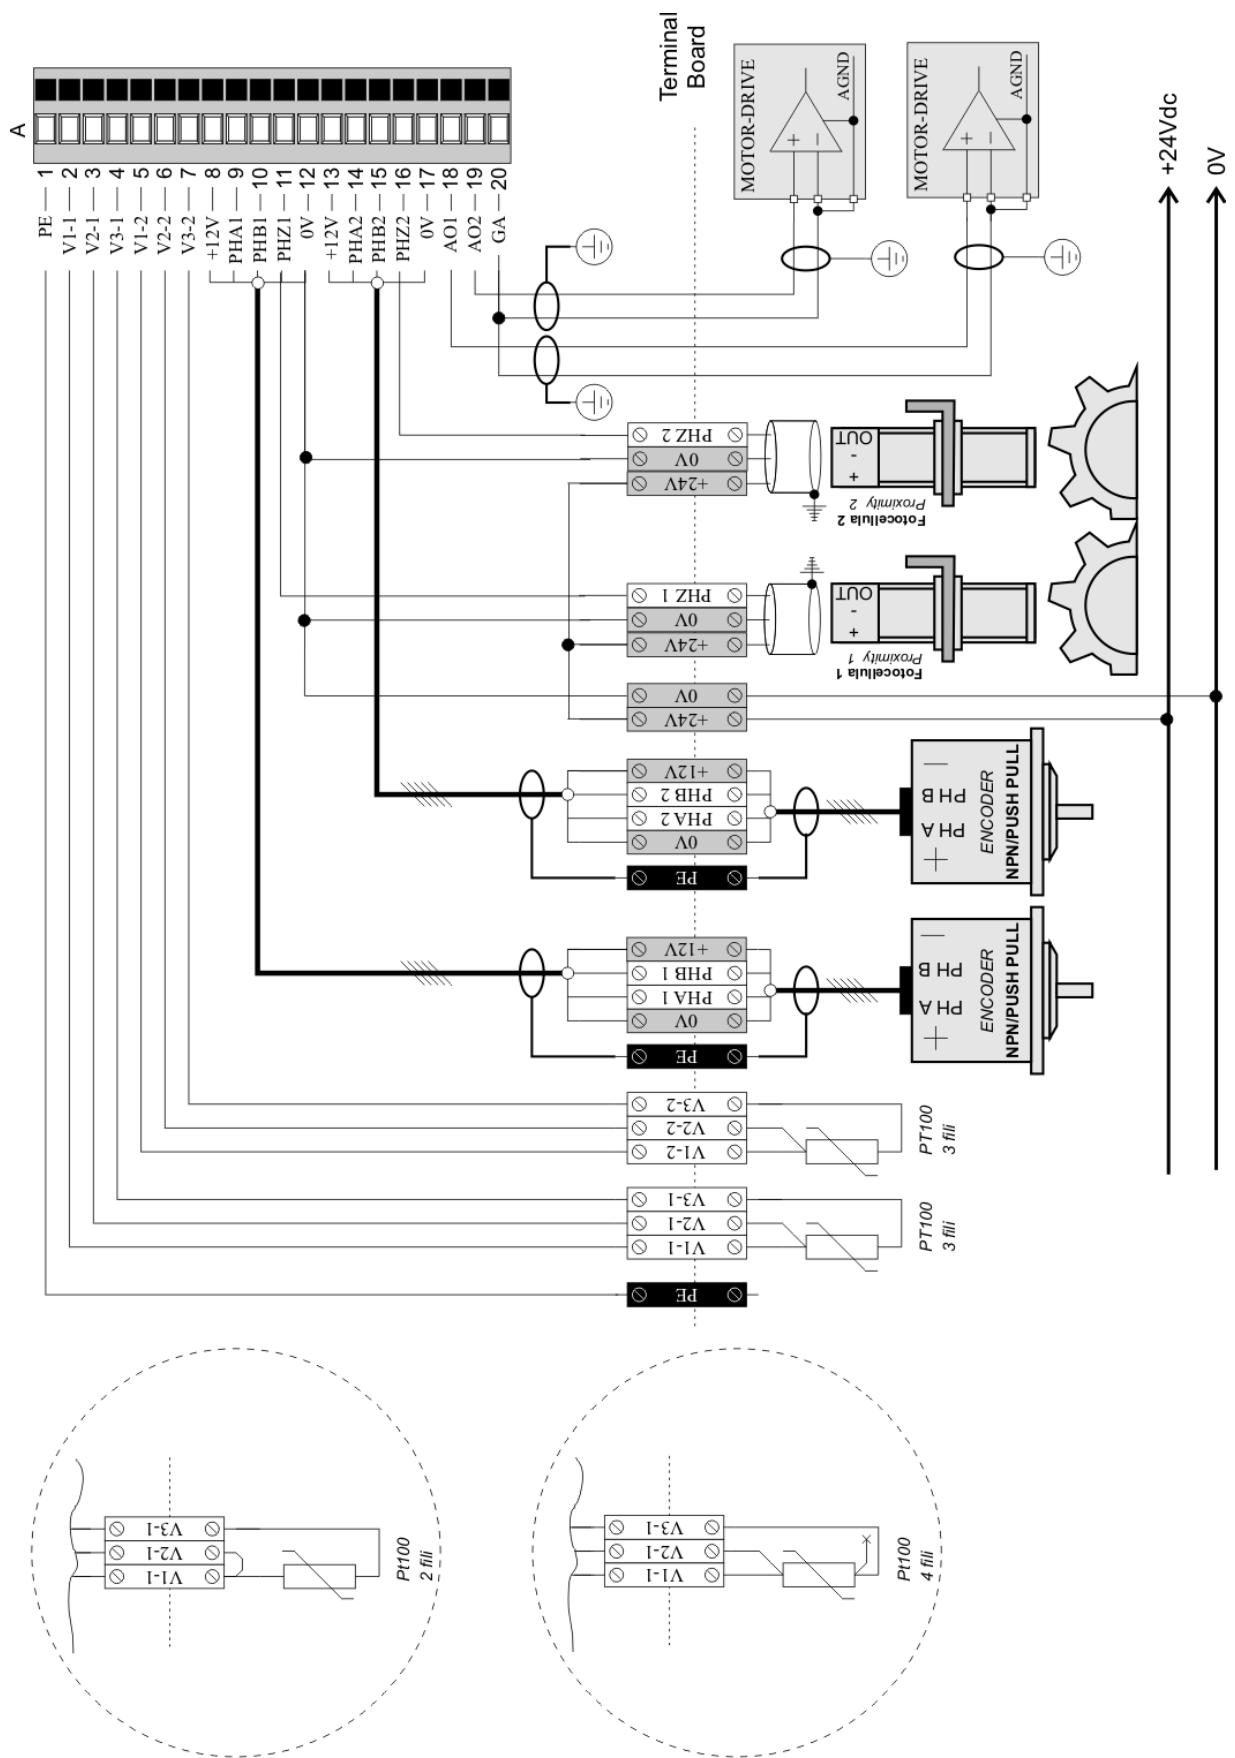 A
PE — 1
V1-1 — 2
V2-1 — 3
V3-1 — 4
V1-2 — 5
V2-2 — 6
V3-2 — 7
+12V — 8
PHA1 — 9
PHB1 — 10
PHZ1 — 11
0V — 12
+12V — 13
PHA2 — 14
PHB2 — 15
PHZ2 — 16
0V — 17
AO1 — 18
AO2 — 19
GA — 20
Terminal
Board
MOTOR-DRIVE
+
−
AGND
MOTOR-DRIVE
+
−
AGND
+24Vdc
0V
PHZ 2
0V
+24V
OUT
-
+
Fotocellula 2
Proximity 2
PHZ 1
0V
+24V
OUT
-
+
Fotocellula 1
Proximity 1
0V
+24V
+12V
PHB 2
PHA 2
0V
PE
+
PH A
PH B
−
ENCODER
NPN/PUSH PULL
+12V
PHB 1
PHA 1
0V
PE
+
PH A
PH B
−
ENCODER
NPN/PUSH PULL
V3-2
V2-2
V1-2
PT100
3 fili
V3-1
V2-1
V1-1
PT100
3 fili
PE
V3-1
V2-1
V1-1
Pt100
2 fili
V3-1
V2-1
V1-1
Pt100
4 fili